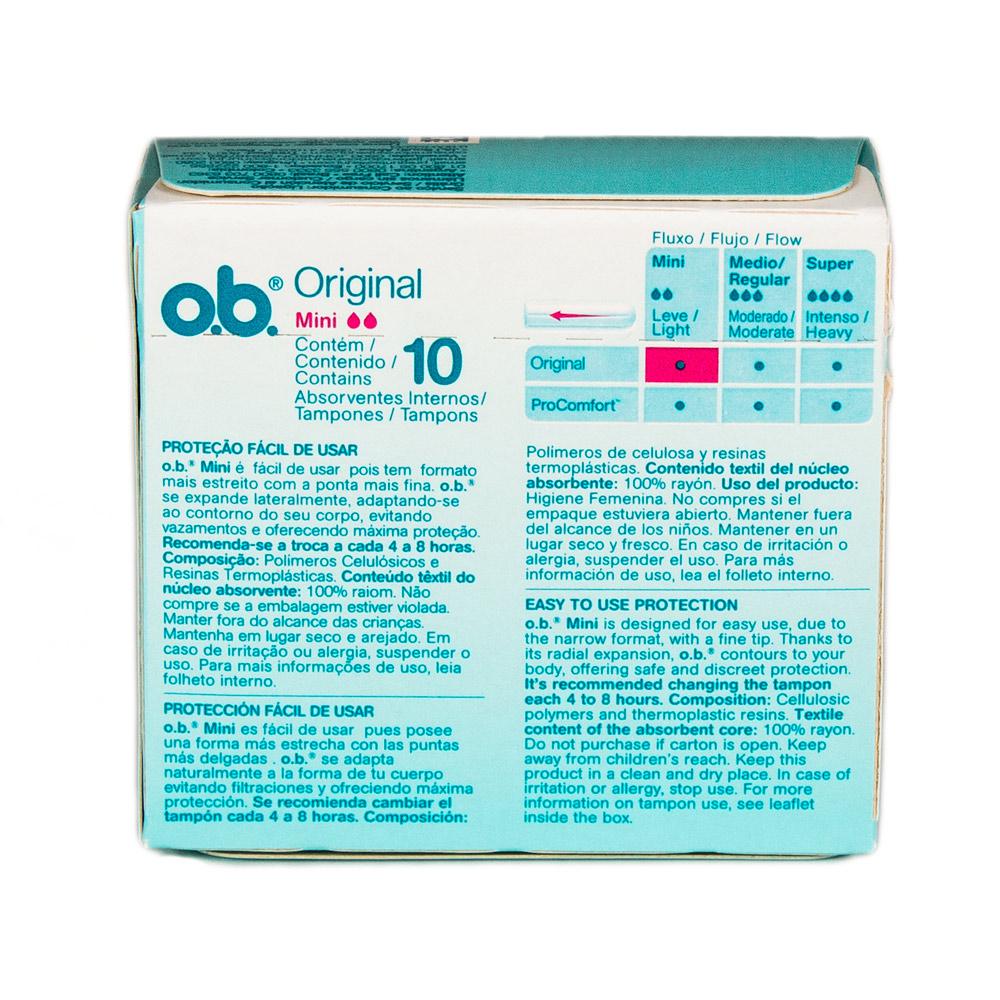 o.b.® Original
Mini
Contém /
Contenido /
Contains
10
Absorventes Internos/
Tampones / Tampons
Fluxo / Flujo / Flow
Mini
Leve /
Light
Medio/
Regular
Moderado /
Moderate
Super
Intenso /
Heavy
Original
ProComfort™
PROTEÇÃO FÁCIL DE USAR
o.b.® Mini é fácil de usar pois tem formato
mais estreito com a ponta mais fina. o.b.®
se expande lateralmente, adaptando-se
ao contorno do seu corpo, evitando
vazamentos e oferecendo máxima proteção.
Recomenda-se a troca a cada 4 a 8 horas.
Composição: Polímeros Celulósicos e
Resinas Termoplásticas. Conteúdo têxtil do
núcleo absorvente: 100% raiom. Não
compre se a embalagem estiver violada.
Manter fora do alcance das crianças.
Mantenha em lugar seco e arejado. Em
caso de irritação ou alergia, suspender o
uso. Para mais informações de uso, leia
folheto interno.
PROTECCIÓN FÁCIL DE USAR
o.b.® Mini es fácil de usar pues posee
una forma más estrecha con las puntas
más delgadas . o.b.® se adapta
naturalmente a la forma de tu cuerpo
evitando filtraciones y ofreciendo máxima
protección. Se recomienda cambiar el
tampón cada 4 a 8 horas. Composición:
Polímeros de celulosa y resinas
termoplásticas. Contenido textil del núcleo
absorbente: 100% rayón. Uso del producto:
Higiene Femenina. No compres si el
empaque estuviera abierto. Mantener fuera
del alcance de los niños. Mantener en un
lugar seco y fresco. En caso de irritación o
alergia, suspender el uso. Para más
información de uso, lea el folleto interno.
EASY TO USE PROTECTION
o.b.® Mini is designed for easy use, due to
the narrow format, with a fine tip. Thanks to
its radial expansion, o.b.® contours to your
body, offering safe and discreet protection.
It's recommended changing the tampon
each 4 to 8 hours. Composition: Cellulosic
polymers and thermoplastic resins. Textile
content of the absorbent core: 100% rayon.
Do not purchase if carton is open. Keep
away from children's reach. Keep this
product in a clean and dry place. In case of
irritation or allergy, stop use. For more
information on tampon use, see leaflet
inside the box.